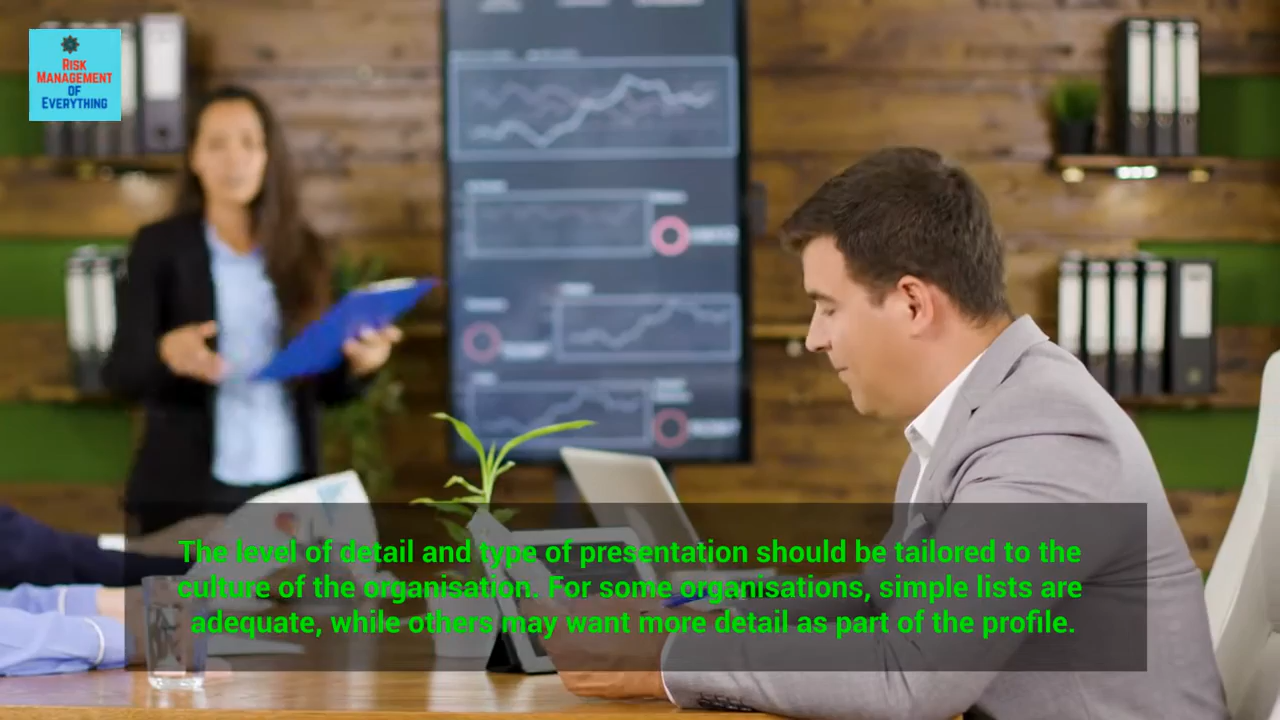 Risk
Management
of
Everything
The level of detail and type of presentation should be tailored to the
culture of the organisation. For some organisations, simple lists are
adequate, while others may want more detail as part of the profile.